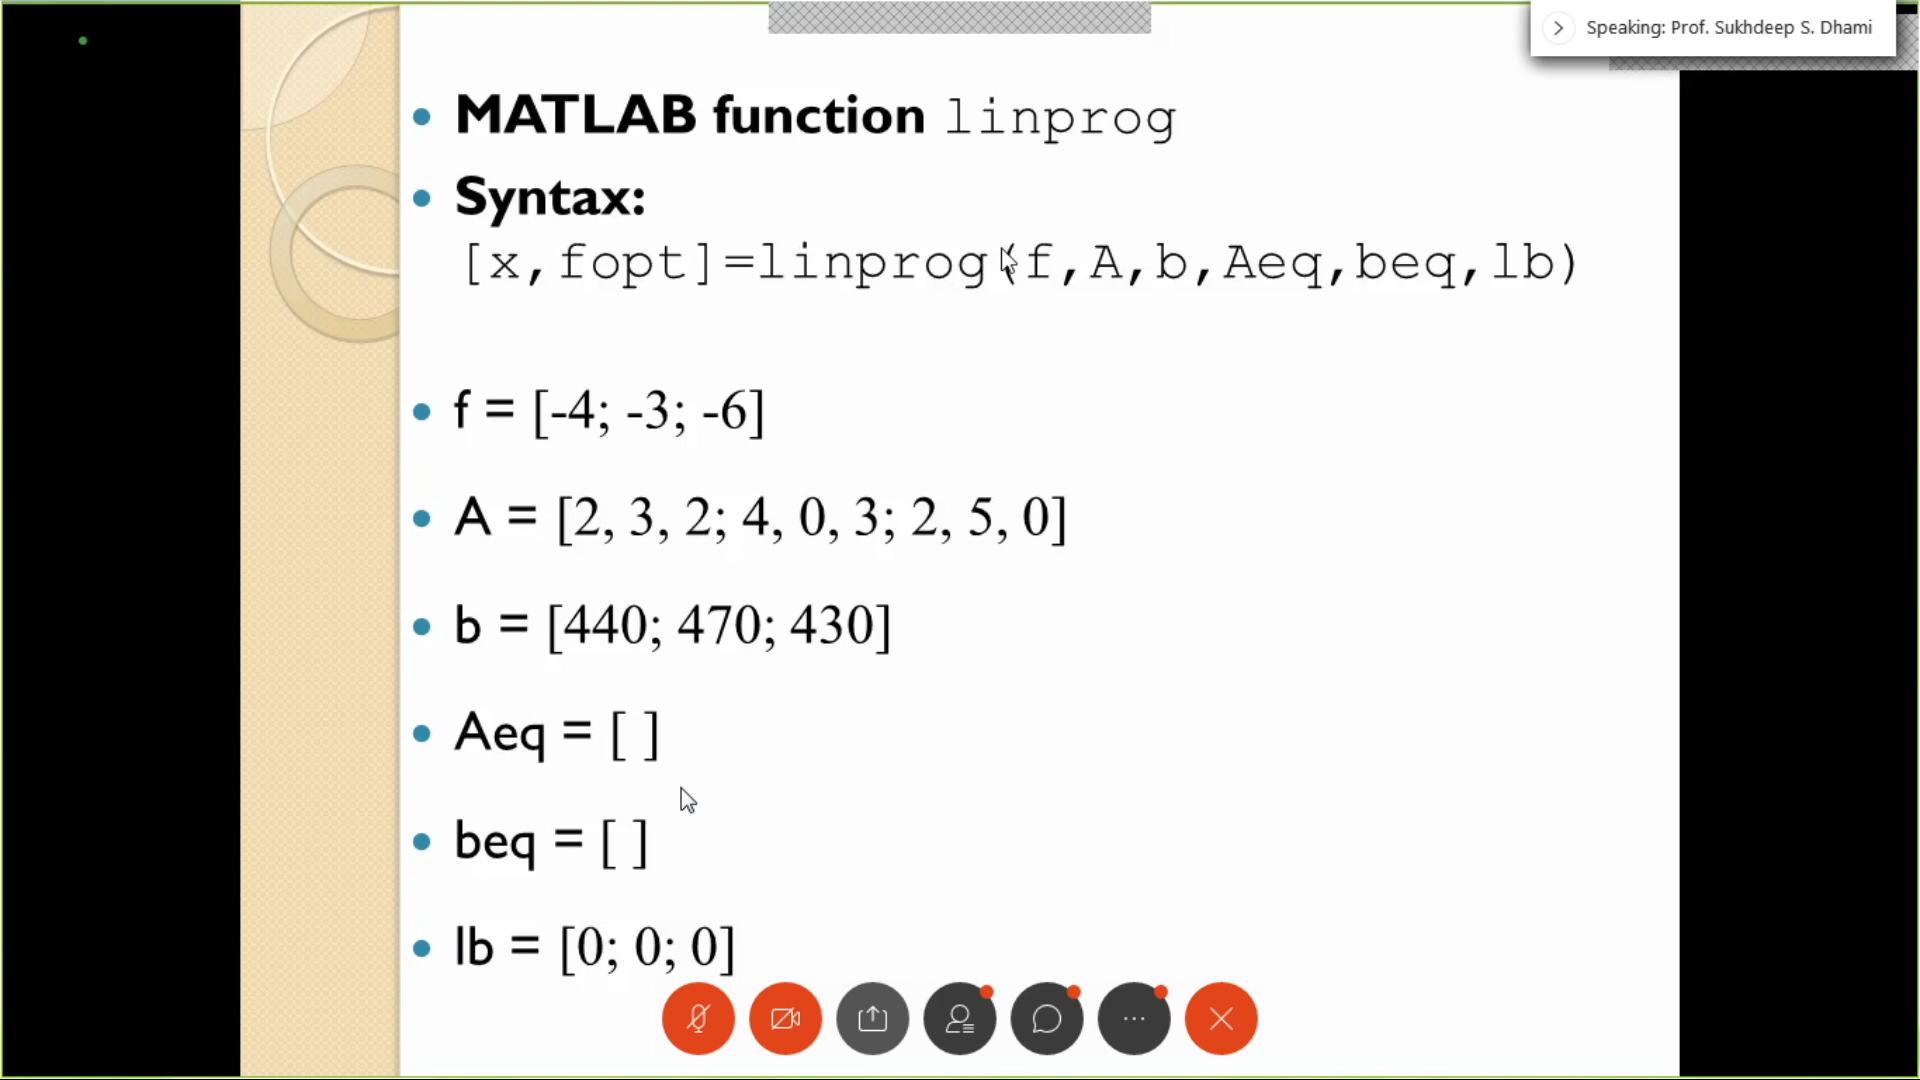 Speaking: Prof. Sukhdeep S. Dhami
MATLAB function linprog
Syntax:
[x,fopt]=linprog(f,A,b,Aeq,beq,lb)
f = [-4; -3; -6]
A = [2, 3, 2; 4, 0, 3; 2, 5, 0]
b = [440; 470; 430]
Aeq = [ ]
beq = [ ]
lb = [0; 0; 0]